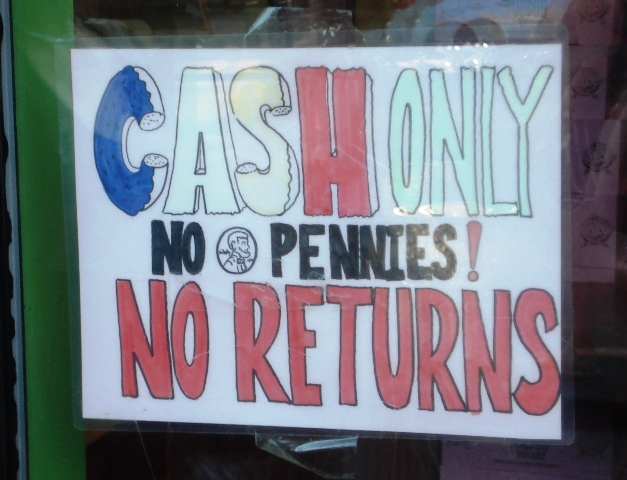 CASH ONLY
NO PENNIES!
NO RETURNS